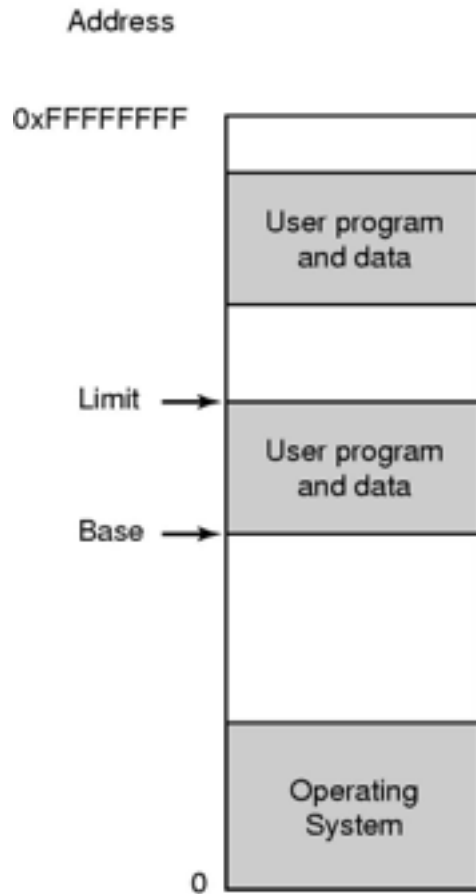 Address
0xFFFFFFFF
User program
and data
Limit
User program
and data
Base
Operating
System
0